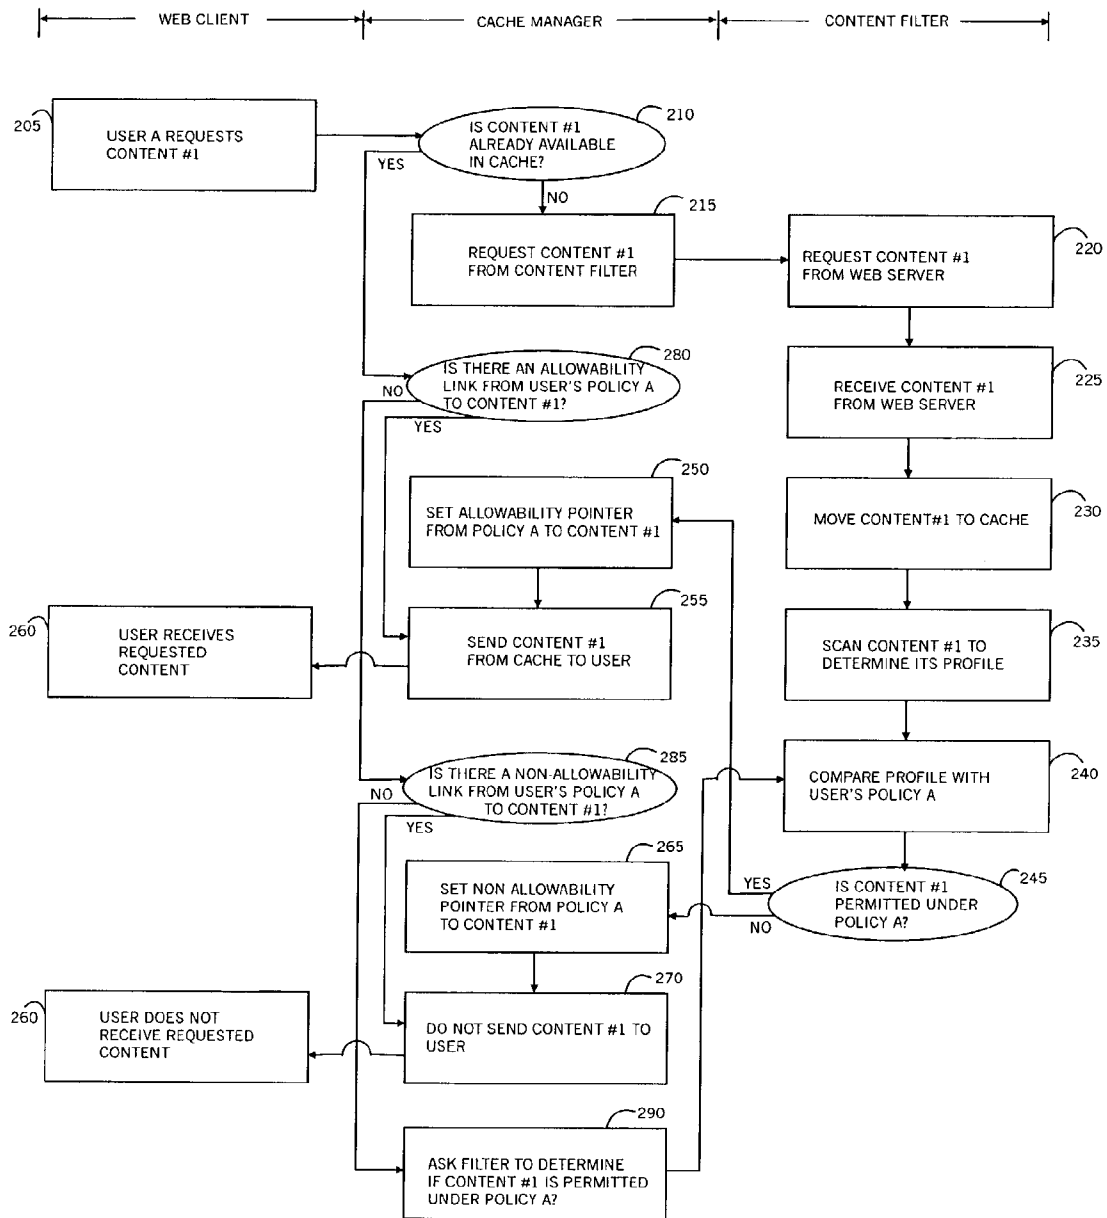 WEB CLIENT
CACHE MANAGER
CONTENT FILTER
205
USER A REQUESTS
CONTENT #1
210
IS CONTENT #1
ALREADY AVAILABLE
IN CACHE?
YES
NO
215
REQUEST CONTENT #1
FROM CONTENT FILTER
220
REQUEST CONTENT #1
FROM WEB SERVER
280
IS THERE AN ALLOWABILITY
LINK FROM USER'S POLICY A
TO CONTENT #1?
NO
YES
225
RECEIVE CONTENT #1
FROM WEB SERVER
250
SET ALLOWABILITY POINTER
FROM POLICY A TO CONTENT #1
230
MOVE CONTENT#1 TO CACHE
260
USER RECEIVES
REQUESTED
CONTENT
255
SEND CONTENT #1
FROM CACHE TO USER
235
SCAN CONTENT #1 TO
DETERMINE ITS PROFILE
285
IS THERE A NON-ALLOWABILITY
LINK FROM USER'S POLICY A
TO CONTENT #1?
NO
YES
240
COMPARE PROFILE WITH
USER'S POLICY A
265
SET NON ALLOWABILITY
POINTER FROM POLICY A
TO CONTENT #1
245
IS CONTENT #1
PERMITTED UNDER
POLICY A?
YES
NO
260
USER DOES NOT
RECEIVE REQUESTED
CONTENT
270
DO NOT SEND CONTENT #1 TO
USER
290
ASK FILTER TO DETERMINE
IF CONTENT #1 IS PERMITTED
UNDER POLICY A?